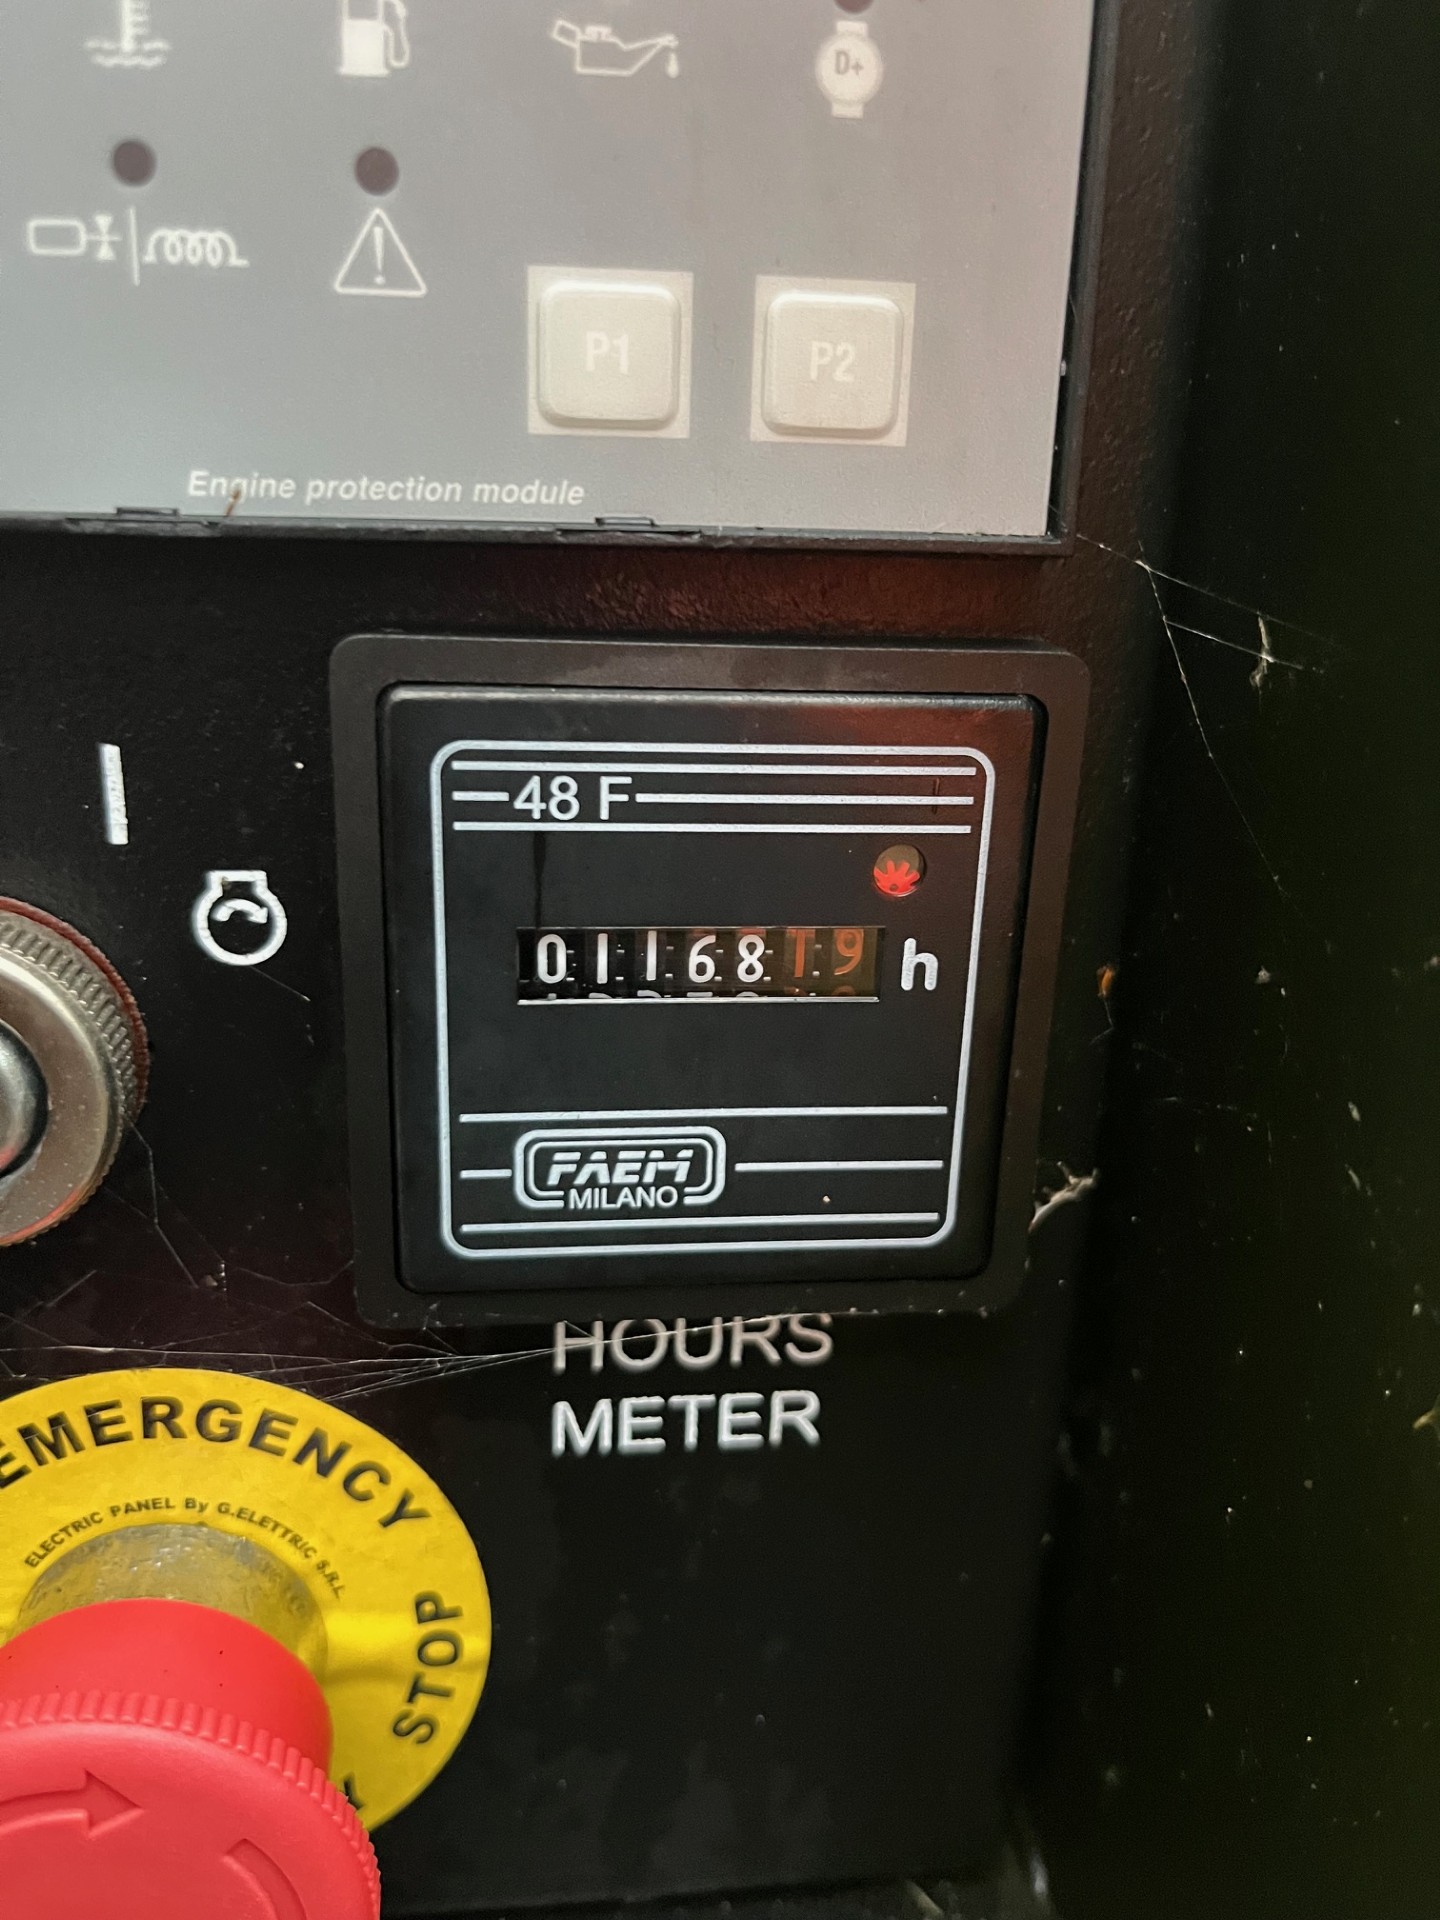 D+
P1
P2
Engine protection module
48 F
0116819 h
FAEM
MILANO
HOURS
METER
EMERGENCY
STOP
ELECTRIC PANEL By G.ELETTRIC S.R.L